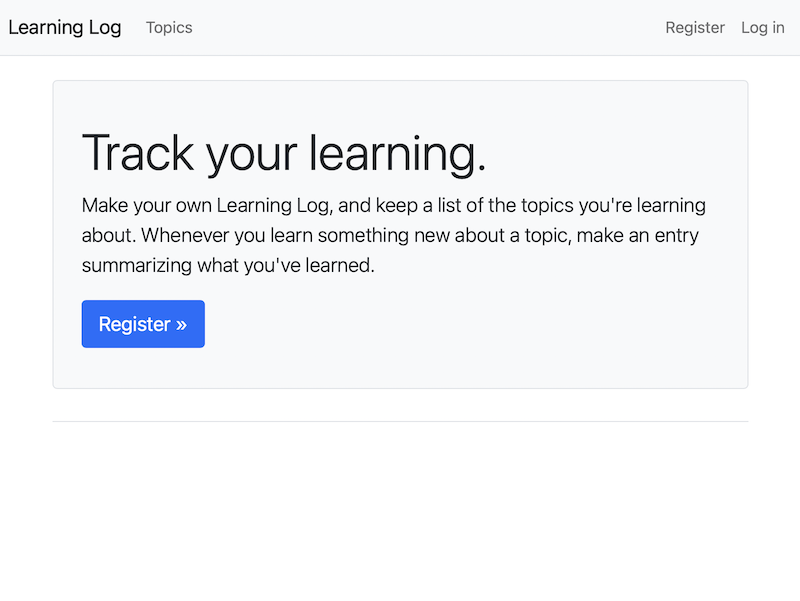 Learning Log Topics Register Log in
Track your learning.
Make your own Learning Log, and keep a list of the topics you're learning
about. Whenever you learn something new about a topic, make an entry
summarizing what you've learned.
Register »